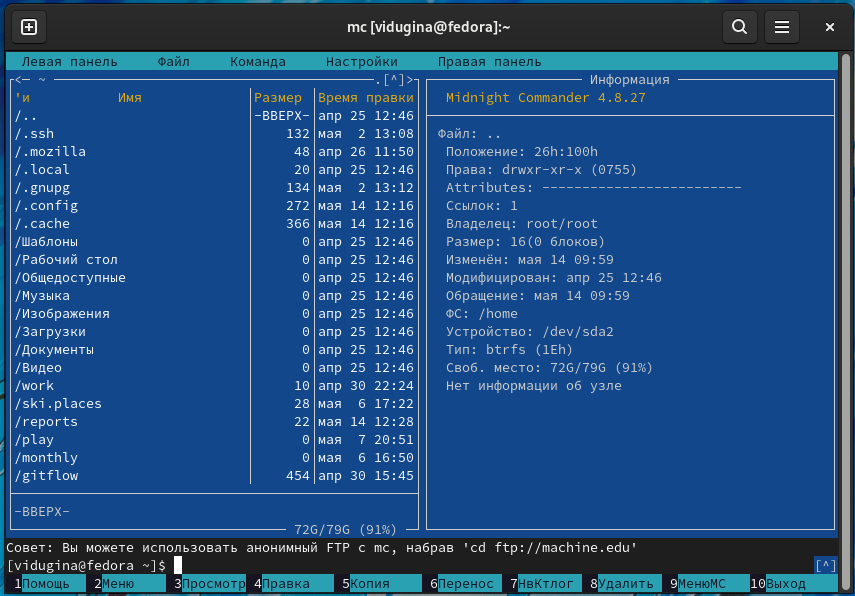 mc [vidugina@fedora]:~
Левая панель Файл Команда Настройки Правая панель
<─ ~ .[^]>
'и Имя Размер Время правки
/.. -ВВЕРХ- апр 25 12:46
/.ssh 132 мая 2 13:08
/.mozilla 48 апр 26 11:50
/.local 20 апр 25 12:46
/.gnupg 134 мая 2 13:12
/.config 272 мая 14 12:16
/.cache 366 мая 14 12:16
/Шаблоны 0 апр 25 12:46
/Рабочий стол 0 апр 25 12:46
/Общедоступные 0 апр 25 12:46
/Музыка 0 апр 25 12:46
/Изображения 0 апр 25 12:46
/Загрузки 0 апр 25 12:46
/Документы 0 апр 25 12:46
/Видео 0 апр 25 12:46
/work 10 апр 30 22:24
/ski.places 28 мая 6 17:22
/reports 22 мая 14 12:28
/play 0 мая 7 20:51
/monthly 0 мая 6 16:50
/gitflow 454 апр 30 15:45
-ВВЕРХ-
72G/79G (91%)
Информация
Midnight Commander 4.8.27
Файл: ..
Положение: 26h:100h
Права: drwxr-xr-x (0755)
Attributes: -------------------------
Ссылок: 1
Владелец: root/root
Размер: 16(0 блоков)
Изменён: мая 14 09:59
Модифицирован: апр 25 12:46
Обращение: мая 14 09:59
ФС: /home
Устройство: /dev/sda2
Тип: btrfs (1Eh)
Своб. место: 72G/79G (91%)
Нет информации об узле
Совет: Вы можете использовать анонимный FTP с mc, набрав 'cd ftp://machine.edu'
[vidugina@fedora ~]$ [^]
1Помощь 2Меню 3Просмотр 4Правка 5Копия 6Перенос 7НвКтлог 8Удалить 9МенюМС 10Выход